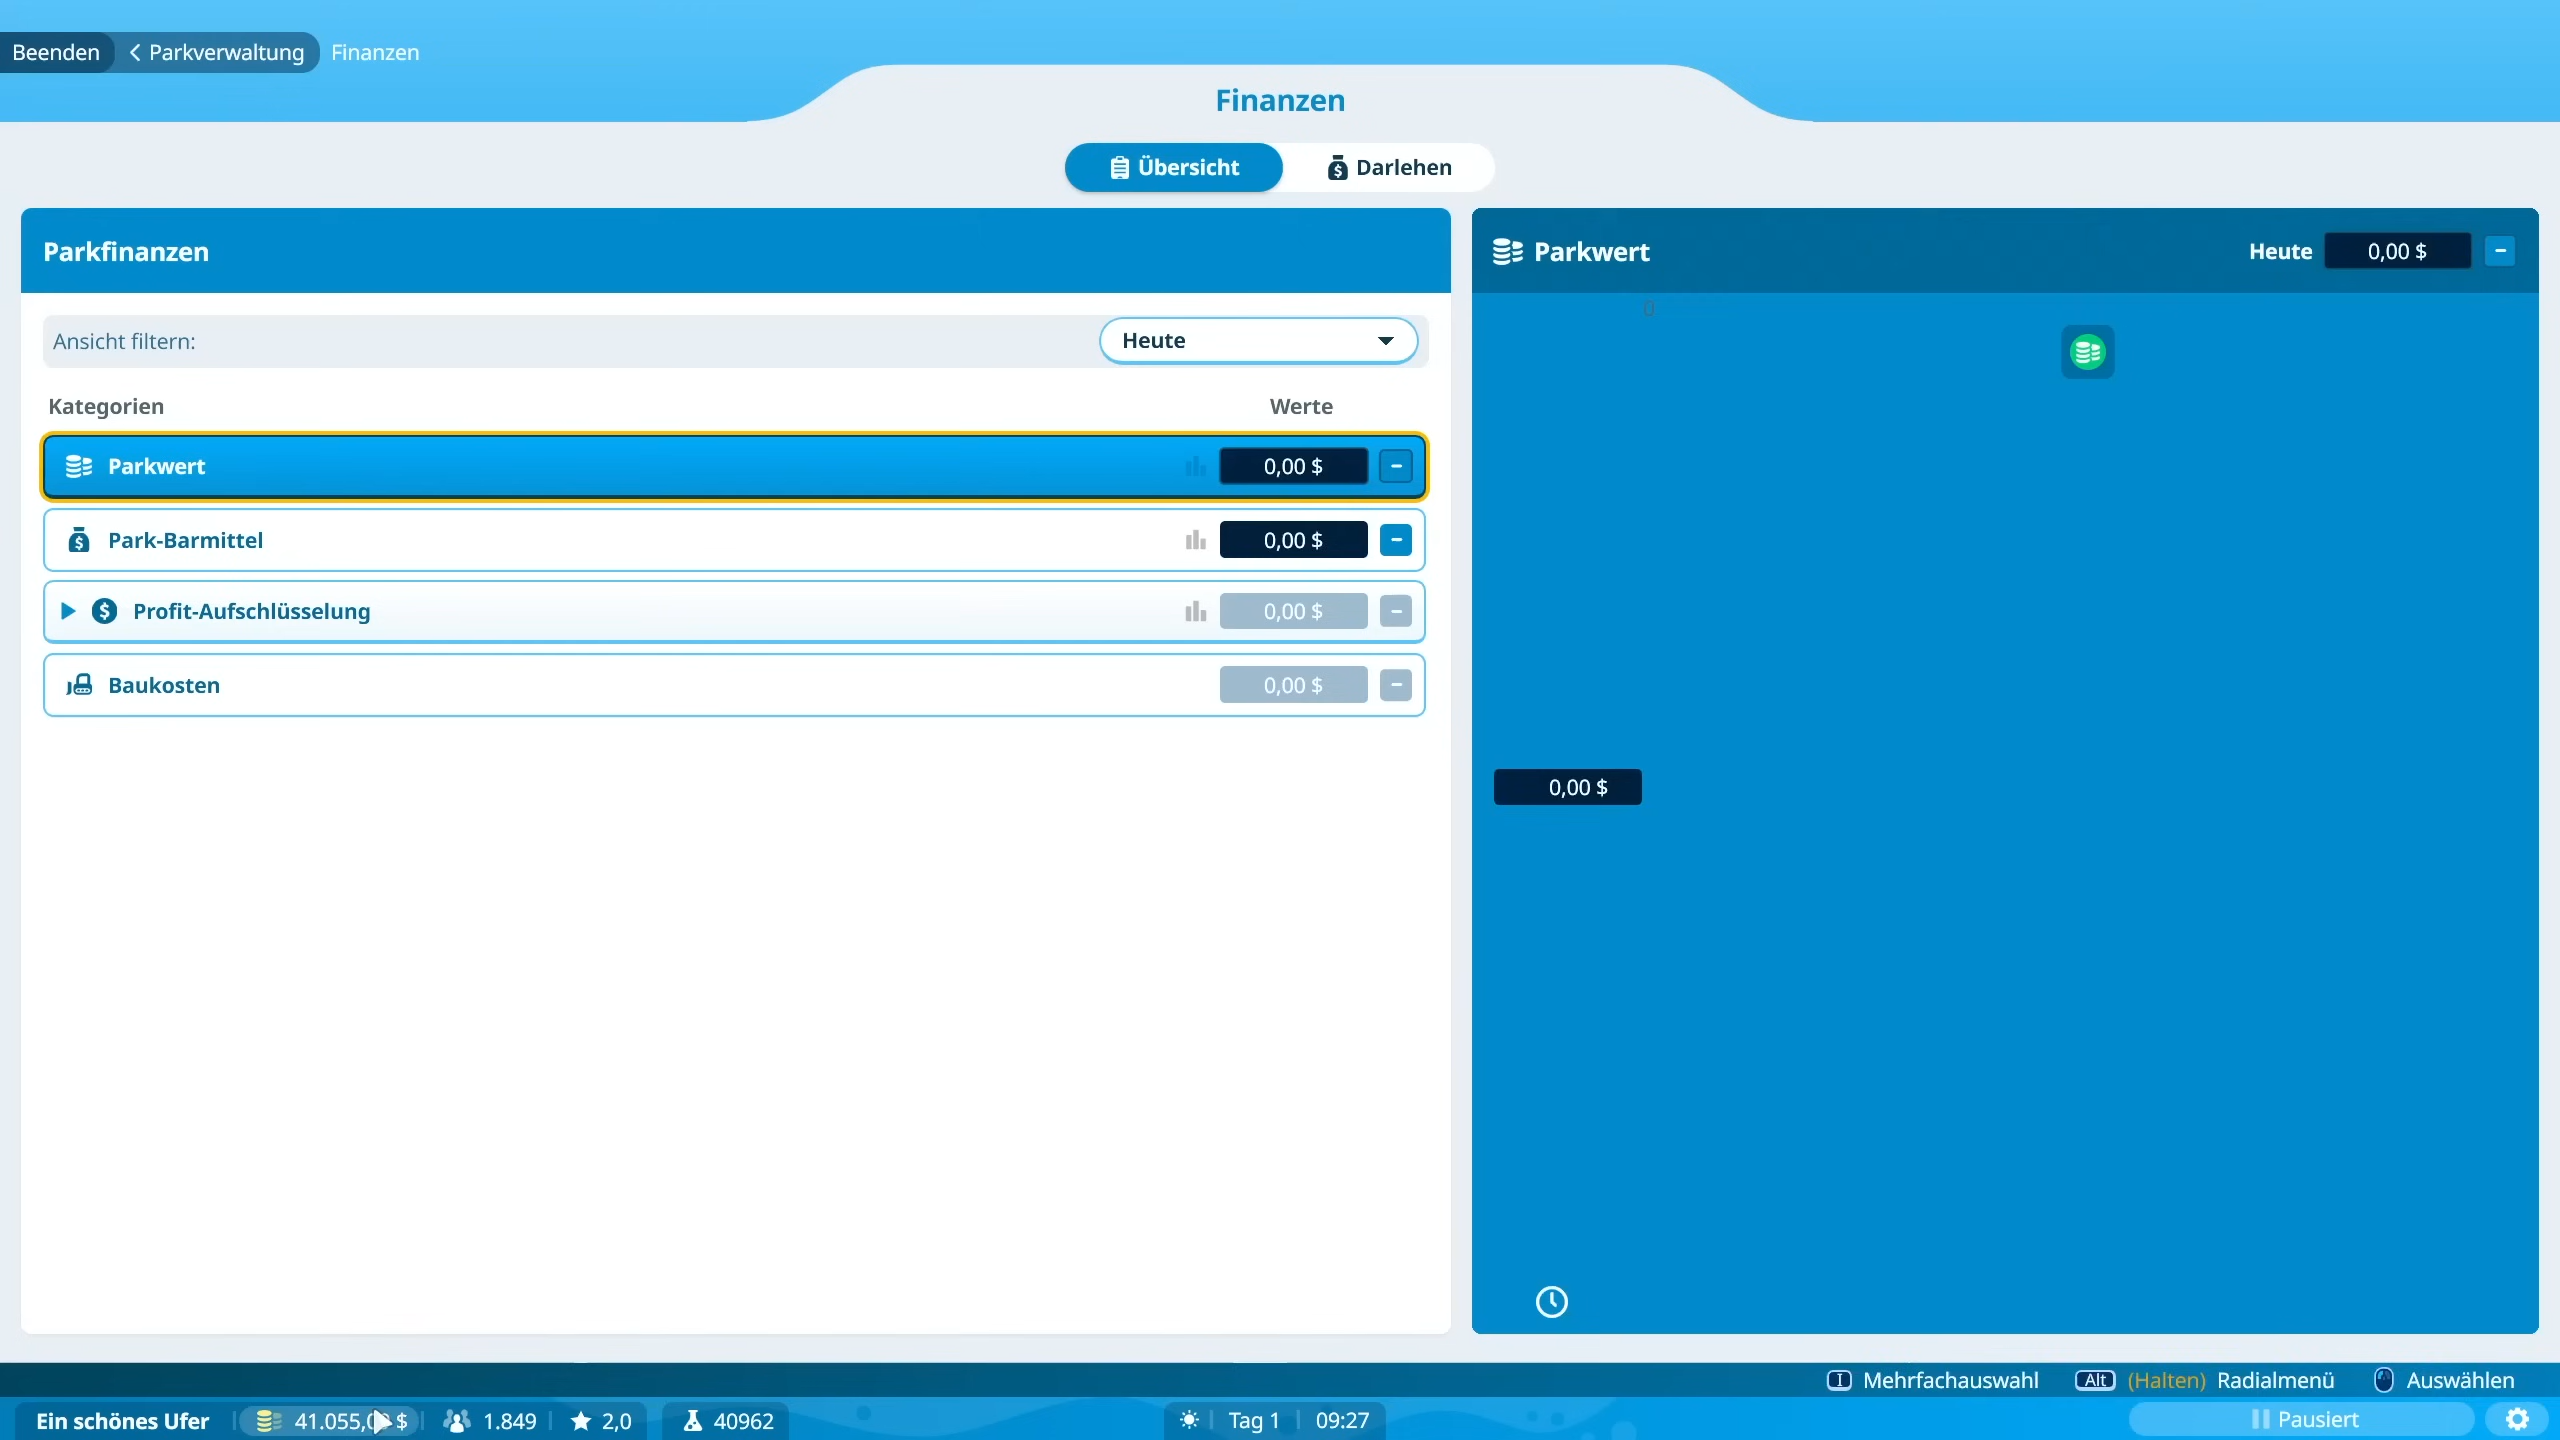 Beenden
Parkverwaltung
Finanzen
Finanzen
Übersicht
Darlehen
Parkfinanzen
Ansicht filtern:
Heute
Kategorien
Werte
Parkwert
0,00 $
Park-Barmittel
0,00 $
Profit-Aufschlüsselung
0,00 $
Baukosten
0,00 $
Parkwert
Heute
0,00 $
0
0,00 $
I Mehrfachauswahl
Alt (Halten) Radialmenü
Auswählen
Ein schönes Ufer
1.849
2,0
40962
Tag 1
09:27
Pausiert